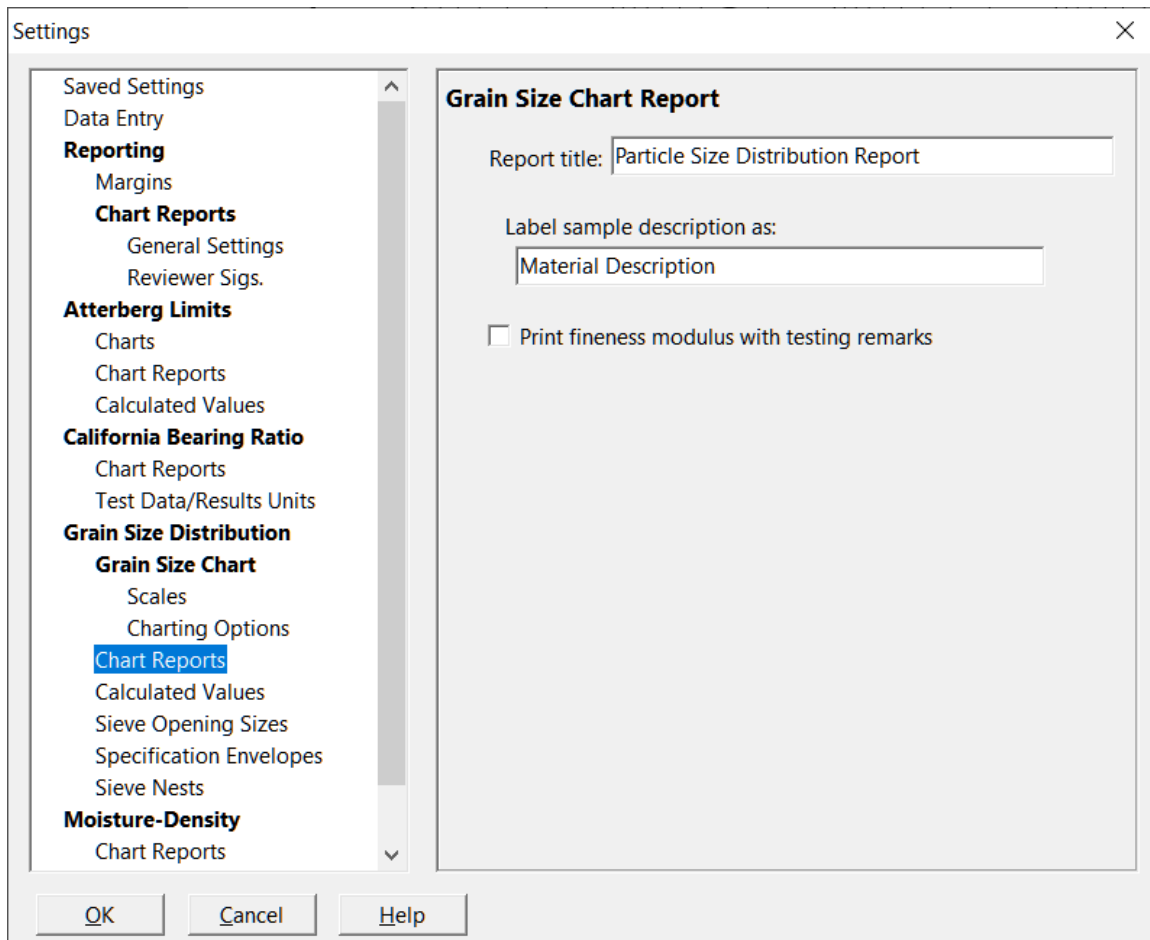 Settings
Saved Settings
Data Entry
Reporting
Margins
Chart Reports
General Settings
Reviewer Sigs.
Atterberg Limits
Charts
Chart Reports
Calculated Values
California Bearing Ratio
Chart Reports
Test Data/Results Units
Grain Size Distribution
Grain Size Chart
Scales
Charting Options
Chart Reports
Calculated Values
Sieve Opening Sizes
Specification Envelopes
Sieve Nests
Moisture-Density
Chart Reports
Grain Size Chart Report
Report title: Particle Size Distribution Report
Label sample description as:
Material Description
Print fineness modulus with testing remarks
OK Cancel Help